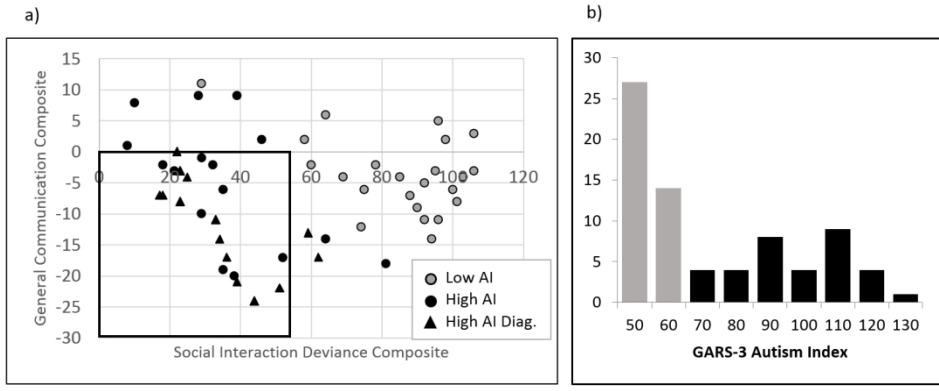 a)
15
10
5
0
-5
-10
-15
-20
-25
-30
0 20 40 60 80 100 120
General Communication Composite
Social Interaction Deviance Composite
Low AI
High AI
High AI Diag.
b)
30
25
20
15
10
5
0
50 60 70 80 90 100 110 120 130
GARS-3 Autism Index